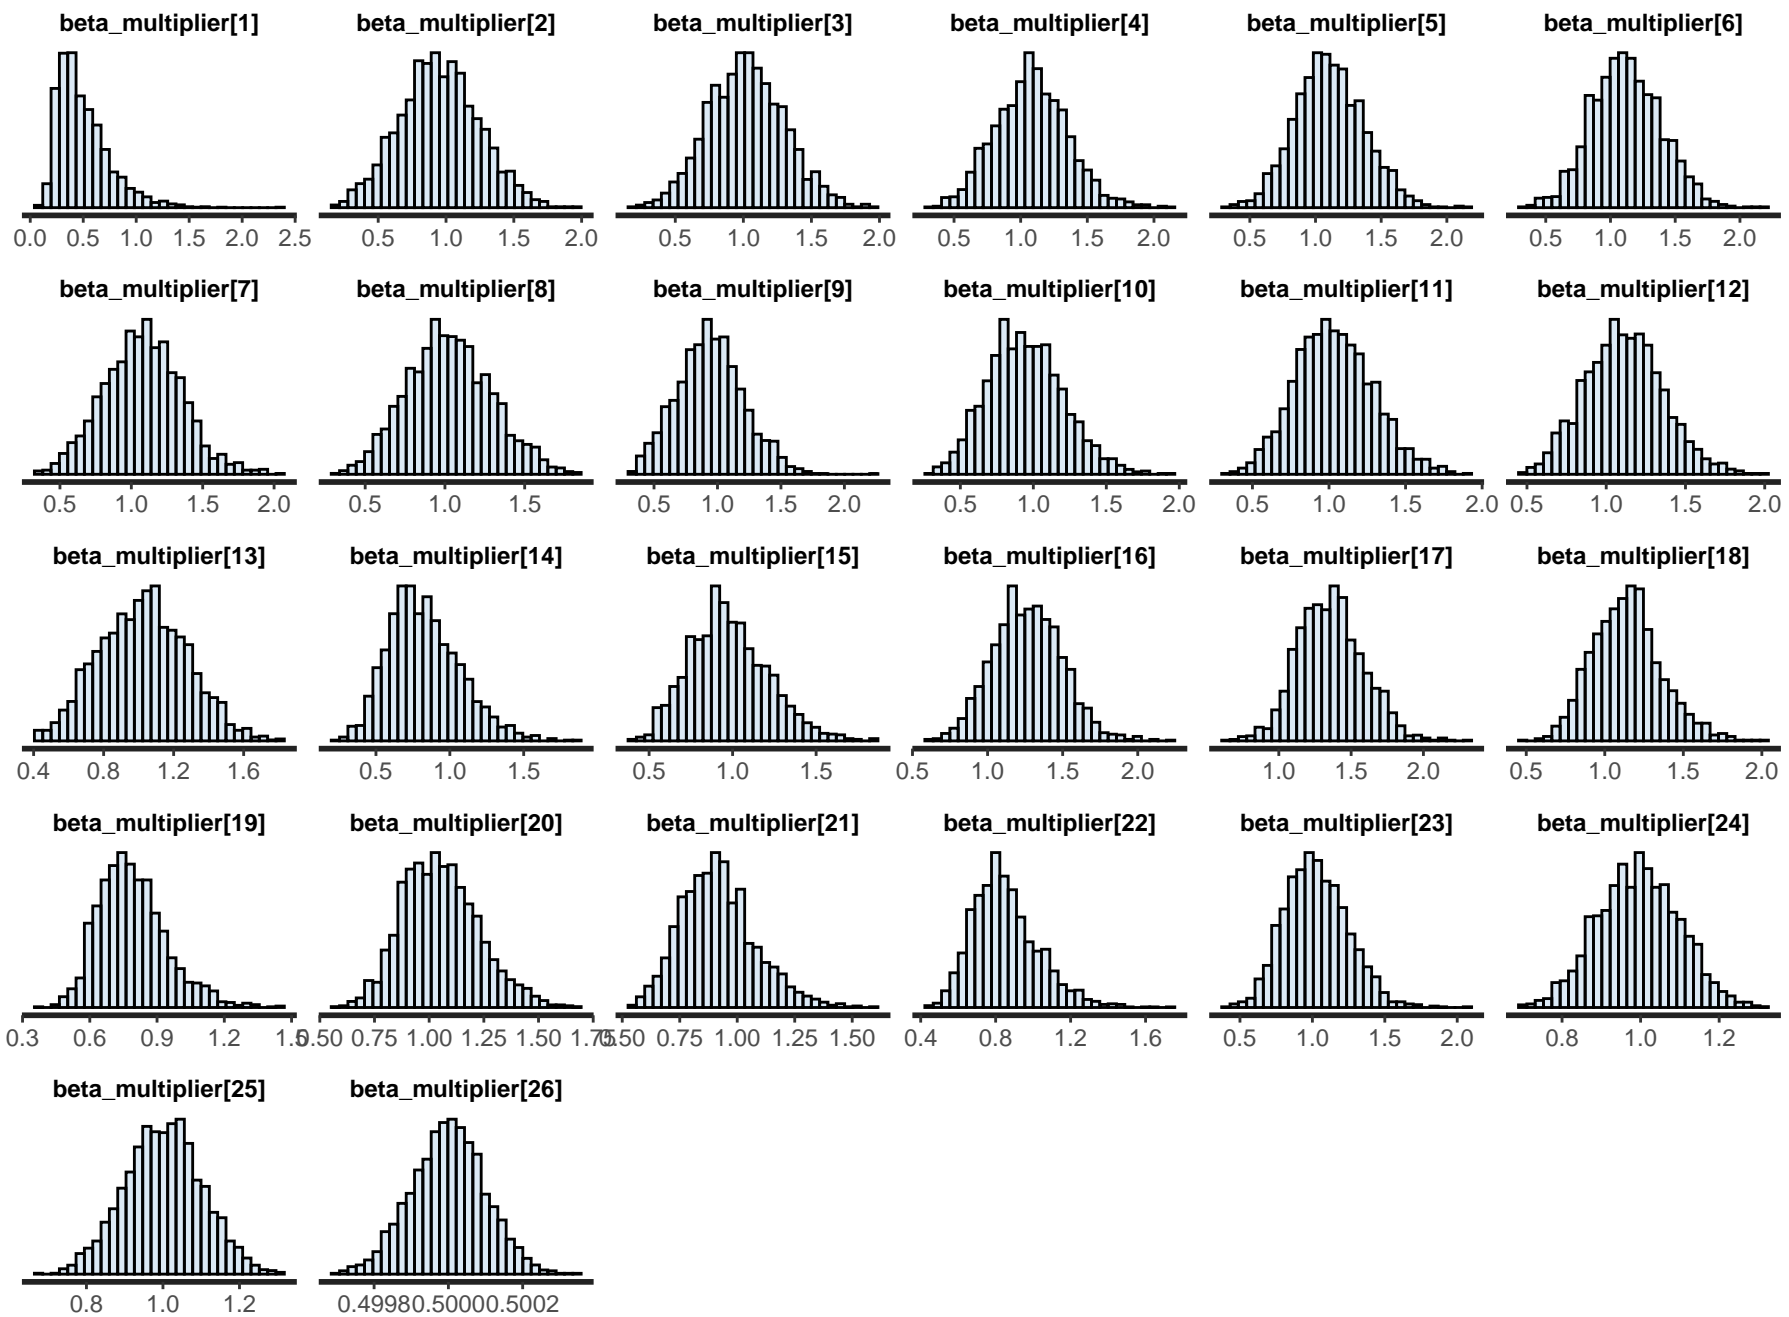 beta_multiplier[1] beta_multiplier[2] beta_multiplier[3] beta_multiplier[4] beta_multiplier[5] beta_multiplier[6]
0.0 0.5 1.0 1.5 2.0 2.5 0.5 1.0 1.5 2.0 0.5 1.0 1.5 2.0 0.5 1.0 1.5 2.0 0.5 1.0 1.5 2.0 0.5 1.0 1.5 2.0
beta_multiplier[7] beta_multiplier[8] beta_multiplier[9] beta_multiplier[10] beta_multiplier[11] beta_multiplier[12]
0.5 1.0 1.5 2.0 0.5 1.0 1.5 0.5 1.0 1.5 2.0 0.5 1.0 1.5 2.0 0.5 1.0 1.5 2.0 0.5 1.0 1.5 2.0
beta_multiplier[13] beta_multiplier[14] beta_multiplier[15] beta_multiplier[16] beta_multiplier[17] beta_multiplier[18]
0.4 0.8 1.2 1.6 0.5 1.0 1.5 0.5 1.0 1.5 0.5 1.0 1.5 2.0 1.0 1.5 2.0 0.5 1.0 1.5 2.0
beta_multiplier[19] beta_multiplier[20] beta_multiplier[21] beta_multiplier[22] beta_multiplier[23] beta_multiplier[24]
0.3 0.6 0.9 1.2 1.5 0.50 0.75 1.00 1.25 1.50 1.75 0.50 0.75 1.00 1.25 1.50 0.4 0.8 1.2 1.6 0.5 1.0 1.5 2.0 0.8 1.0 1.2
beta_multiplier[25] beta_multiplier[26]
0.8 1.0 1.2 0.4998 0.5000 0.5002